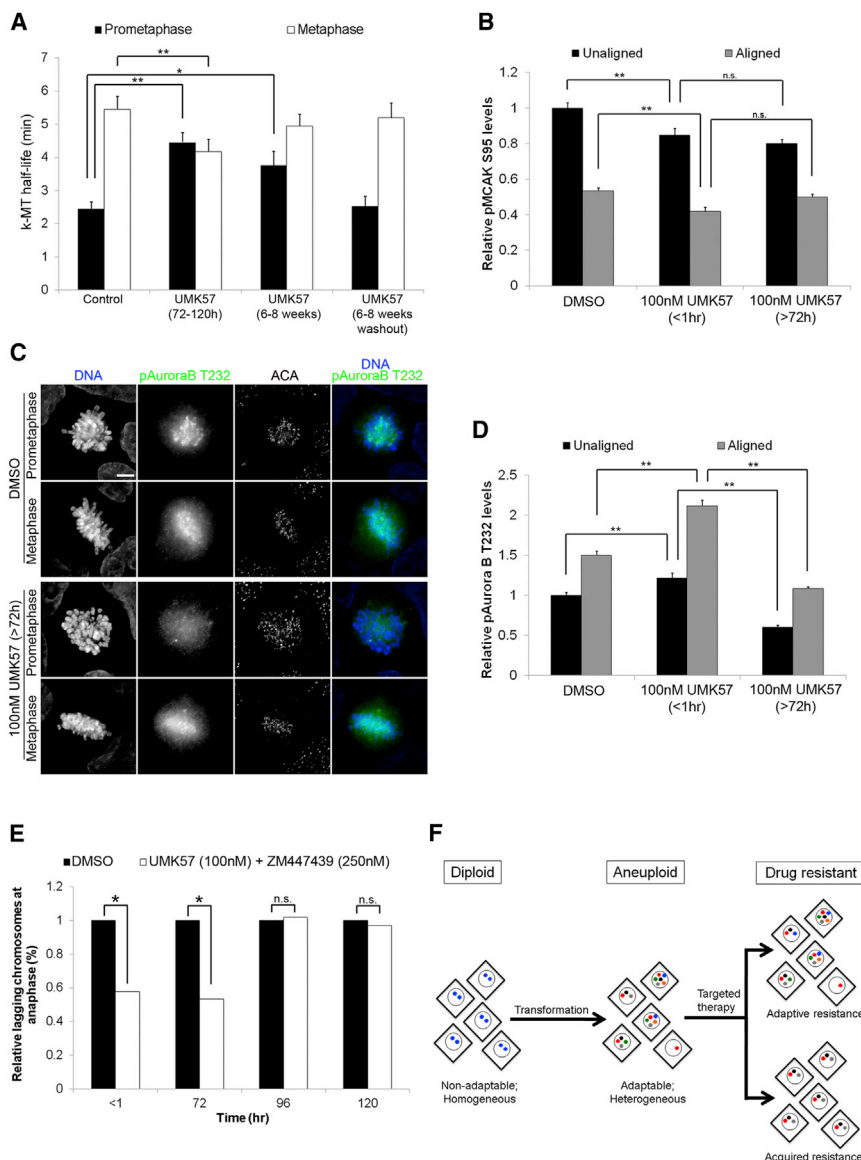 A
Prometaphase
Metaphase
k-MT half-life (min)
7
6
5
4
3
2
1
0
**
*
**
Control
UMK57
(72-120h)
UMK57
(6-8 weeks)
UMK57
(6-8 weeks
washout)
B
Unaligned
Aligned
Relative pMCAK S95 levels
1.2
1
0.8
0.6
0.4
0.2
0
**
n.s.
**
n.s.
DMSO
100nM UMK57
(<1hr)
100nM UMK57
(>72h)
C
DNA
pAuroraB T232
ACA
DNA
pAuroraB T232
DMSO
Prometaphase
Metaphase
100nM UMK57 (>72h)
Prometaphase
Metaphase
D
Unaligned
Aligned
Relative pAurora B T232 levels
2.5
2
1.5
1
0.5
0
**
**
**
**
DMSO
100nM UMK57
(<1hr)
100nM UMK57
(>72h)
E
DMSO
UMK57 (100nM) + ZM447439 (250nM)
Relative lagging chromosomes at
anaphase (%)
1.2
1
0.8
0.6
0.4
0.2
0
*
*
n.s.
n.s.
<1
72
96
120
Time (hr)
F
Diploid
Aneuploid
Drug resistant
Transformation
Targeted
therapy
Non-adaptable;
Homogeneous
Adaptable;
Heterogeneous
Adaptive resistance
Acquired resistance